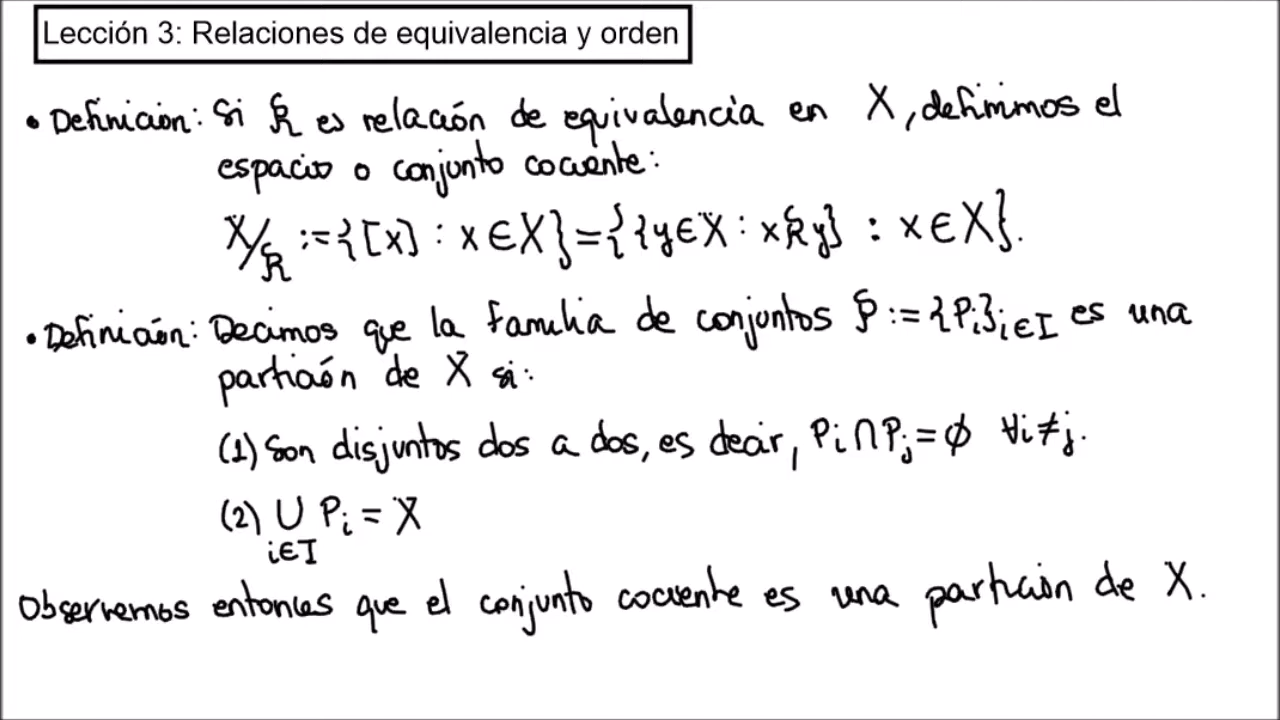 Lección 3: Relaciones de equivalencia y orden
• Definición: Si ℜ es relación de equivalencia en X, definimos el
espacio o conjunto cociente:
X/ℜ := {[x] : x ∈ X} = {{y ∈ X : xℜy} : x ∈ X}.
• Definición: Decimos que la familia de conjuntos P := {Pᵢ}ᵢ∈I es una
partición de X si:
(1) Son disjuntos dos a dos, es decir, Pᵢ ∩ Pⱼ = ∅ ∀i≠j.
(2) ∪ Pᵢ = X
i∈I
Observemos entonces que el conjunto cociente es una partición de X.